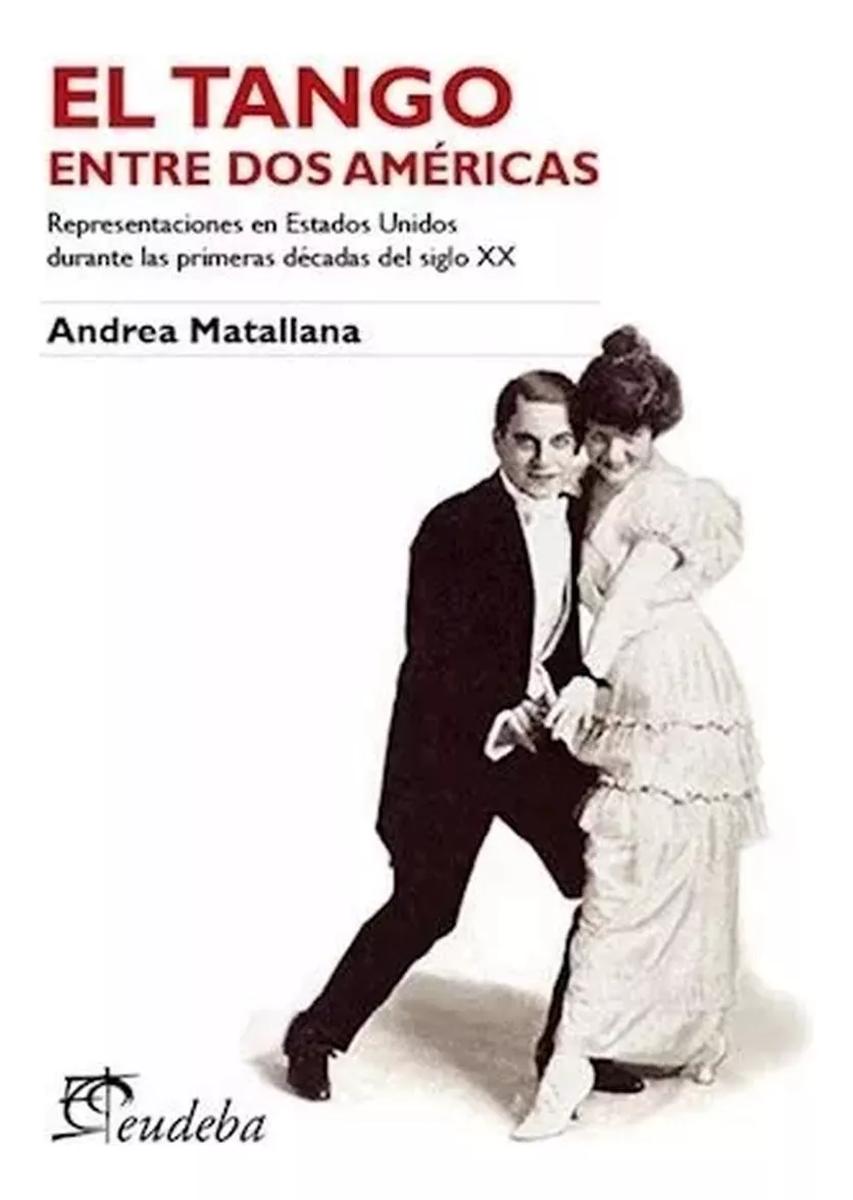 EL TANGO
ENTRE DOS AMÉRICAS
Representaciones en Estados Unidos
durante las primeras décadas del siglo XX
Andrea Matallana
eudeba